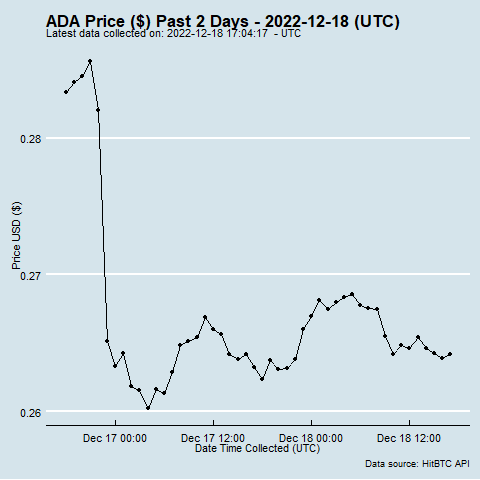 ADA Price ($) Past 2 Days - 2022-12-18 (UTC)
Latest data collected on: 2022-12-18 17:04:17 - UTC
0.28
0.27
0.26
Price USD ($)
Dec 17 00:00 Dec 17 12:00 Dec 18 00:00 Dec 18 12:00
Date Time Collected (UTC)
Data source: HitBTC API